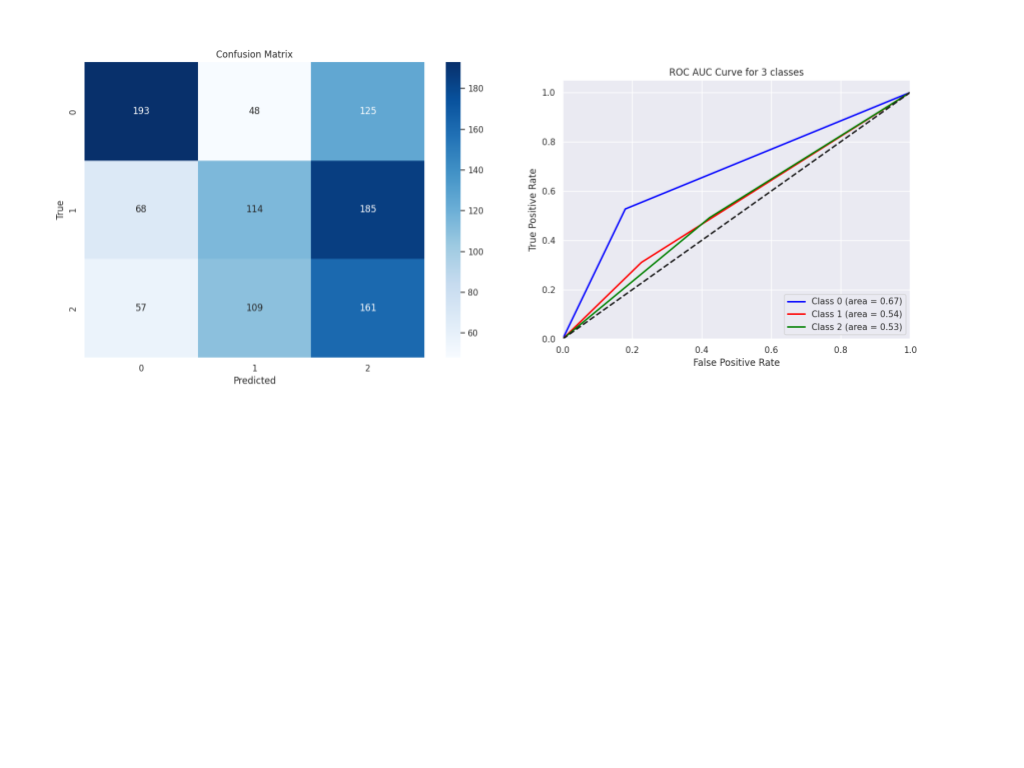 Confusion Matrix
0 193 48 125
1 68 114 185
2 57 109 161
True
0 1 2
Predicted
180
160
140
120
100
80
60
ROC AUC Curve for 3 classes
1.0
0.8
0.6
0.4
0.2
0.0
True Positive Rate
Class 0 (area = 0.67)
Class 1 (area = 0.54)
Class 2 (area = 0.53)
0.0 0.2 0.4 0.6 0.8 1.0
False Positive Rate